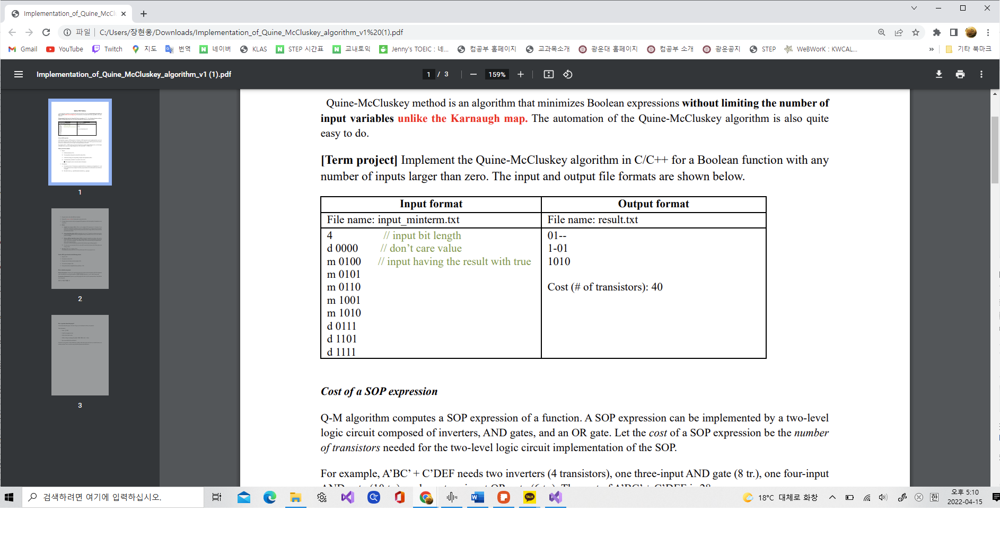 Implementation_of_Quine_McCl
파일 C:/Users/장현웅/Downloads/Implementation_of_Quine_McCluskey_algorithm_v1%20(1).pdf
Gmail YouTube Twitch 지도 번역 네이버 KLAS STEP 시간표 교내토익 Jenny's TOEIC : 네... 컴공부 홈페이지 교과목소개 광운대 홈페이지 컴공부 소개 광운공지 STEP WeBWorK : KWCAL... » 기타 북마크
Implementation_of_Quine_McCluskey_algorithm_v1 (1).pdf 1 / 3 159%
1
2
3
Quine-McCluskey method is an algorithm that minimizes Boolean expressions without limiting the number of
input variables unlike the Karnaugh map. The automation of the Quine-McCluskey algorithm is also quite
easy to do.
[Term project] Implement the Quine-McCluskey algorithm in C/C++ for a Boolean function with any
number of inputs larger than zero. The input and output file formats are shown below.
Input format Output format
File name: input_minterm.txt File name: result.txt
4 // input bit length 01--
d 0000 // don’t care value 1-01
m 0100 // input having the result with true 1010
m 0101
m 0110 Cost (# of transistors): 40
m 1001
m 1010
d 0111
d 1101
d 1111
Cost of a SOP expression
Q-M algorithm computes a SOP expression of a function. A SOP expression can be implemented by a two-level
logic circuit composed of inverters, AND gates, and an OR gate. Let the cost of a SOP expression be the number
of transistors needed for the two-level logic circuit implementation of the SOP.
For example, A’BC’ + C’DEF needs two inverters (4 transistors), one three-input AND gate (8 tr.), one four-input
검색하려면 여기에 입력하십시오. TALK 18°C 대체로 화창 한 오후 5:10
2022-04-15